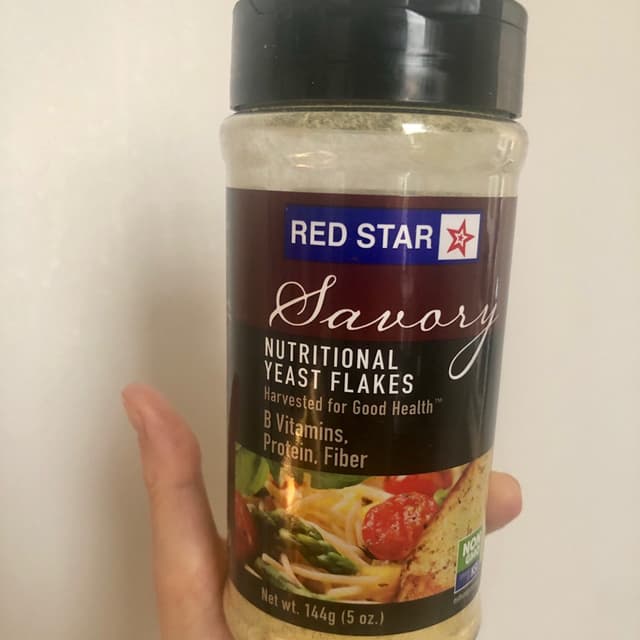 RED STAR
Savory
NUTRITIONAL
YEAST FLAKES
Harvested for Good Health™
B Vitamins,
Protein, Fiber
NON
Net wt. 144g (5 oz.)